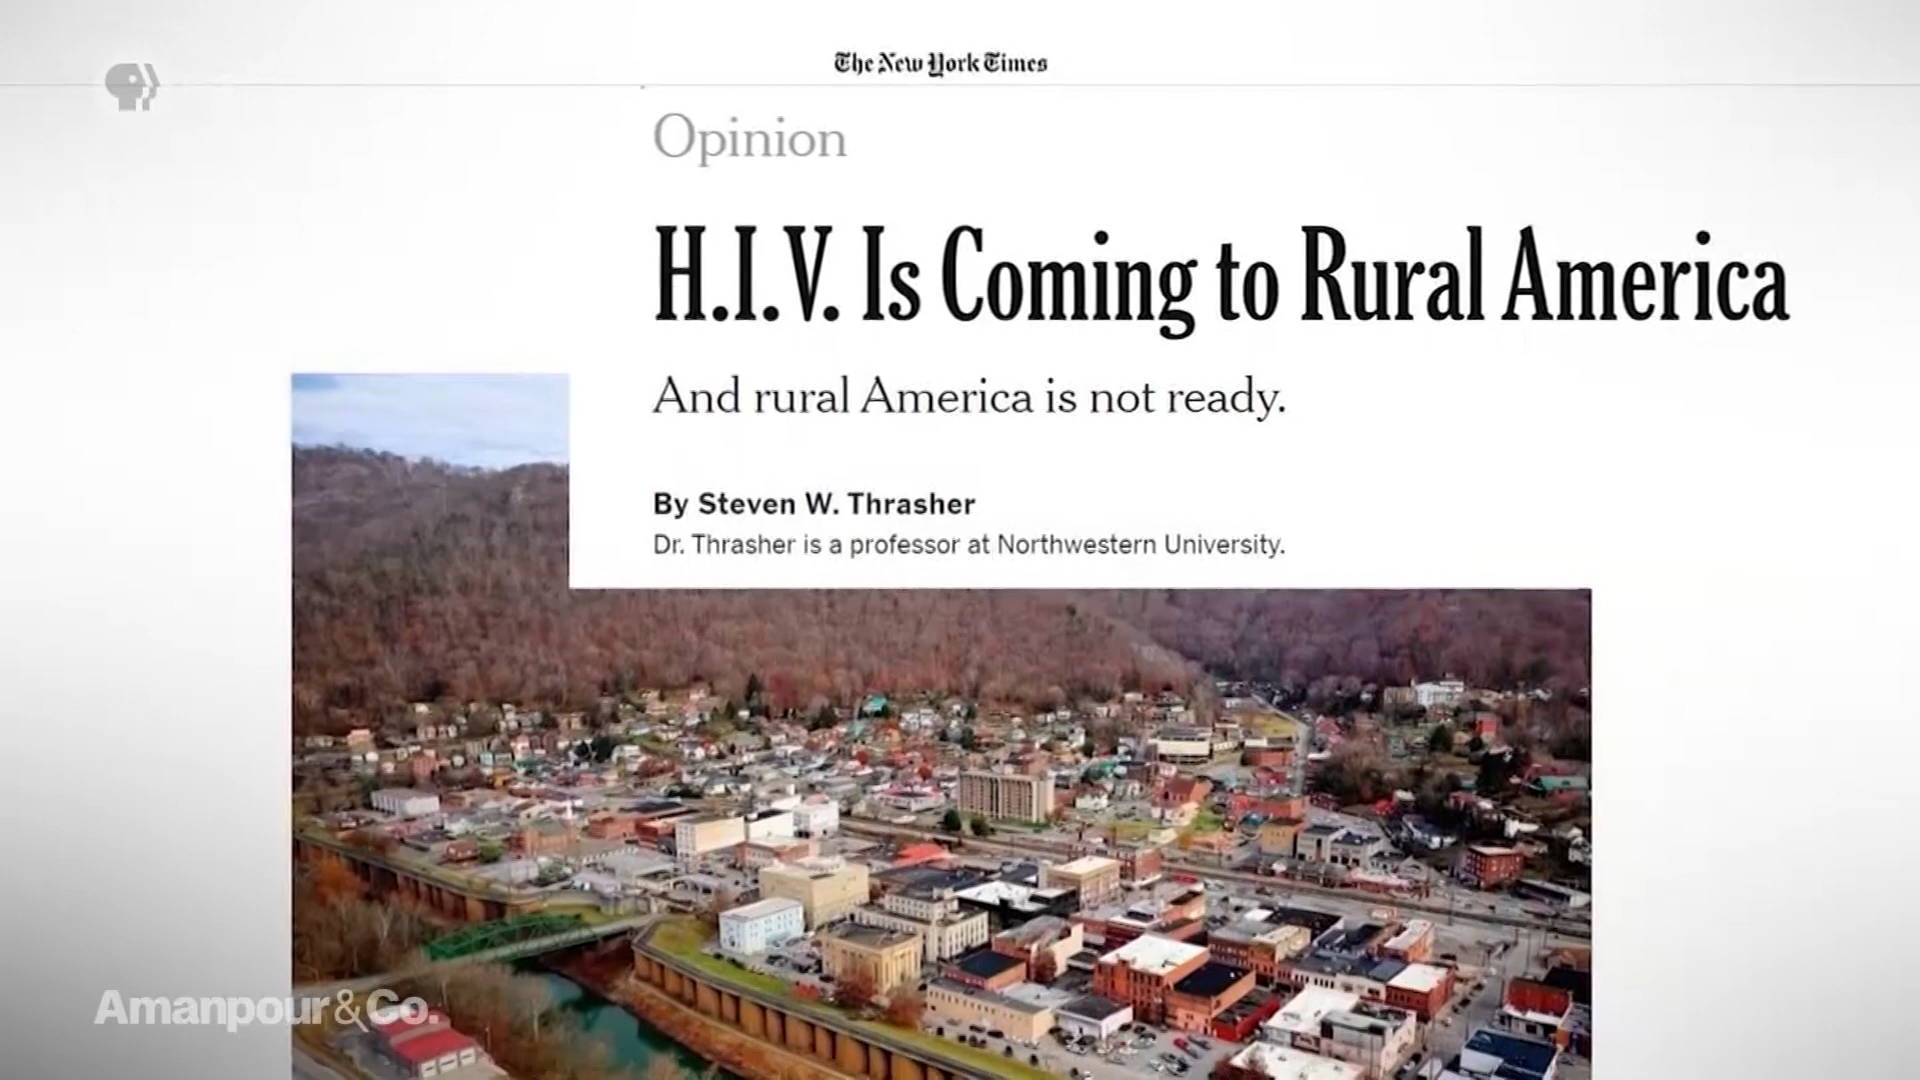 The New York Times
Opinion
H.I.V. Is Coming to Rural America
And rural America is not ready.
By Steven W. Thrasher
Dr. Thrasher is a professor at Northwestern University.
Amanpour&Co.